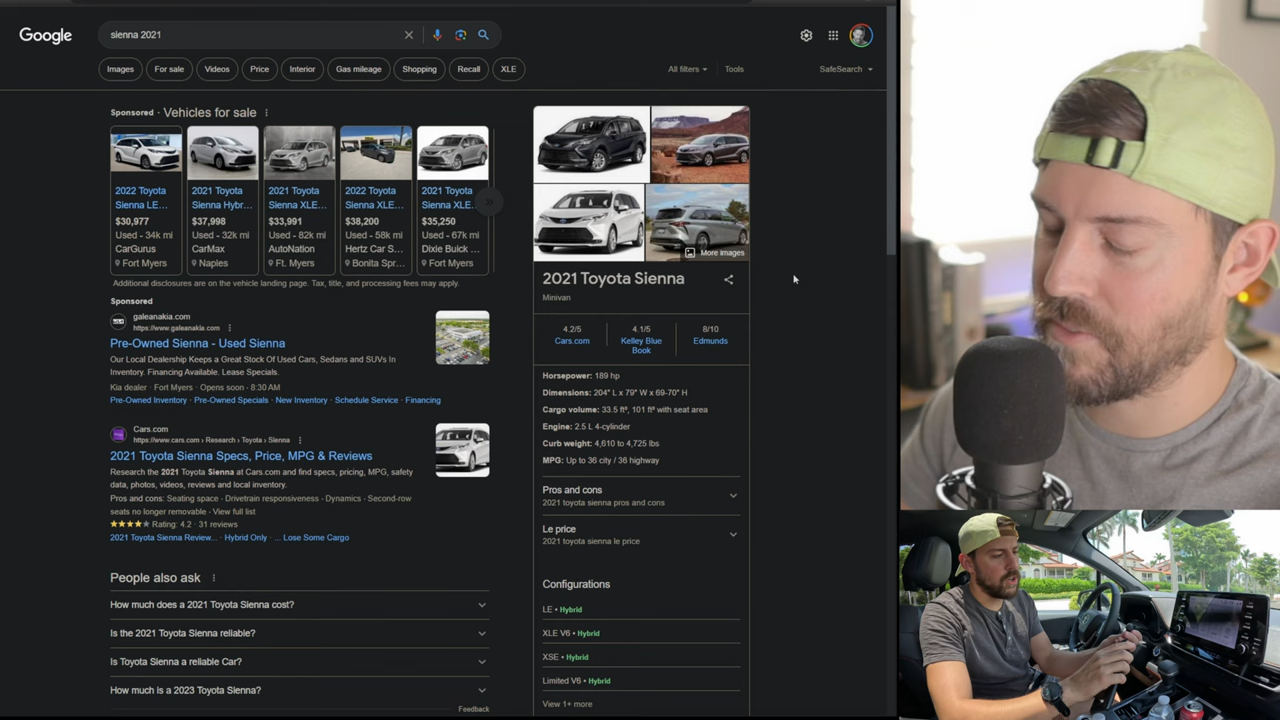 Google
sienna 2021
Images
For sale
Videos
Price
Interior
Gas mileage
Shopping
Recall
XLE
All filters
Tools
SafeSearch
Sponsored · Vehicles for sale
2022 Toyota
Sienna LE...
$30,977
Used - 34k mi
CarGurus
Fort Myers
2021 Toyota
Sienna Hybr...
$37,998
Used - 32k mi
CarMax
Naples
2021 Toyota
Sienna XLE...
$33,991
Used - 82k mi
AutoNation
Ft. Myers
2022 Toyota
Sienna XLE...
$38,200
Used - 58k mi
Hertz Car S...
Bonita Spr...
2021 Toyota
Sienna XLE...
$35,250
Used - 67k mi
Dixie Buick ...
Fort Myers
Additional disclosures are on the vehicle landing page. Tax, title, and processing fees may apply.
Sponsored
galeanakia.com
https://www.galeanakia.com
Pre-Owned Sienna - Used Sienna
Our Local Dealership Keeps a Great Stock Of Used Cars, Sedans and SUVs In
Inventory. Financing Available. Lease Specials.
Kia dealer · Fort Myers · Opens soon · 8:30 AM
Pre-Owned Inventory · Pre-Owned Specials · New Inventory · Schedule Service · Financing
Cars.com
https://www.cars.com › Research › Toyota › Sienna
2021 Toyota Sienna Specs, Price, MPG & Reviews
Research the 2021 Toyota Sienna at Cars.com and find specs, pricing, MPG, safety
data, photos, videos, reviews and local inventory.
Pros and cons: Seating space · Drivetrain responsiveness · Dynamics · Second-row
seats no longer removable · View full list
Rating: 4.2 · 31 reviews
2021 Toyota Sienna Review... · Hybrid Only · ... Lose Some Cargo
People also ask
How much does a 2021 Toyota Sienna cost?
Is the 2021 Toyota Sienna reliable?
Is Toyota Sienna a reliable Car?
How much is a 2023 Toyota Sienna?
Feedback
More images
2021 Toyota Sienna
Minivan
4.2/5
Cars.com
4.1/5
Kelley Blue
Book
8/10
Edmunds
Horsepower: 189 hp
Dimensions: 204" L x 79" W x 69-70" H
Cargo volume: 33.5 ft³, 101 ft³ with seat area
Engine: 2.5 L 4-cylinder
Curb weight: 4,610 to 4,725 lbs
MPG: Up to 36 city / 36 highway
Pros and cons
2021 toyota sienna pros and cons
Le price
2021 toyota sienna le price
Configurations
LE • Hybrid
XLE V6 • Hybrid
XSE • Hybrid
Limited V6 • Hybrid
View 1+ more